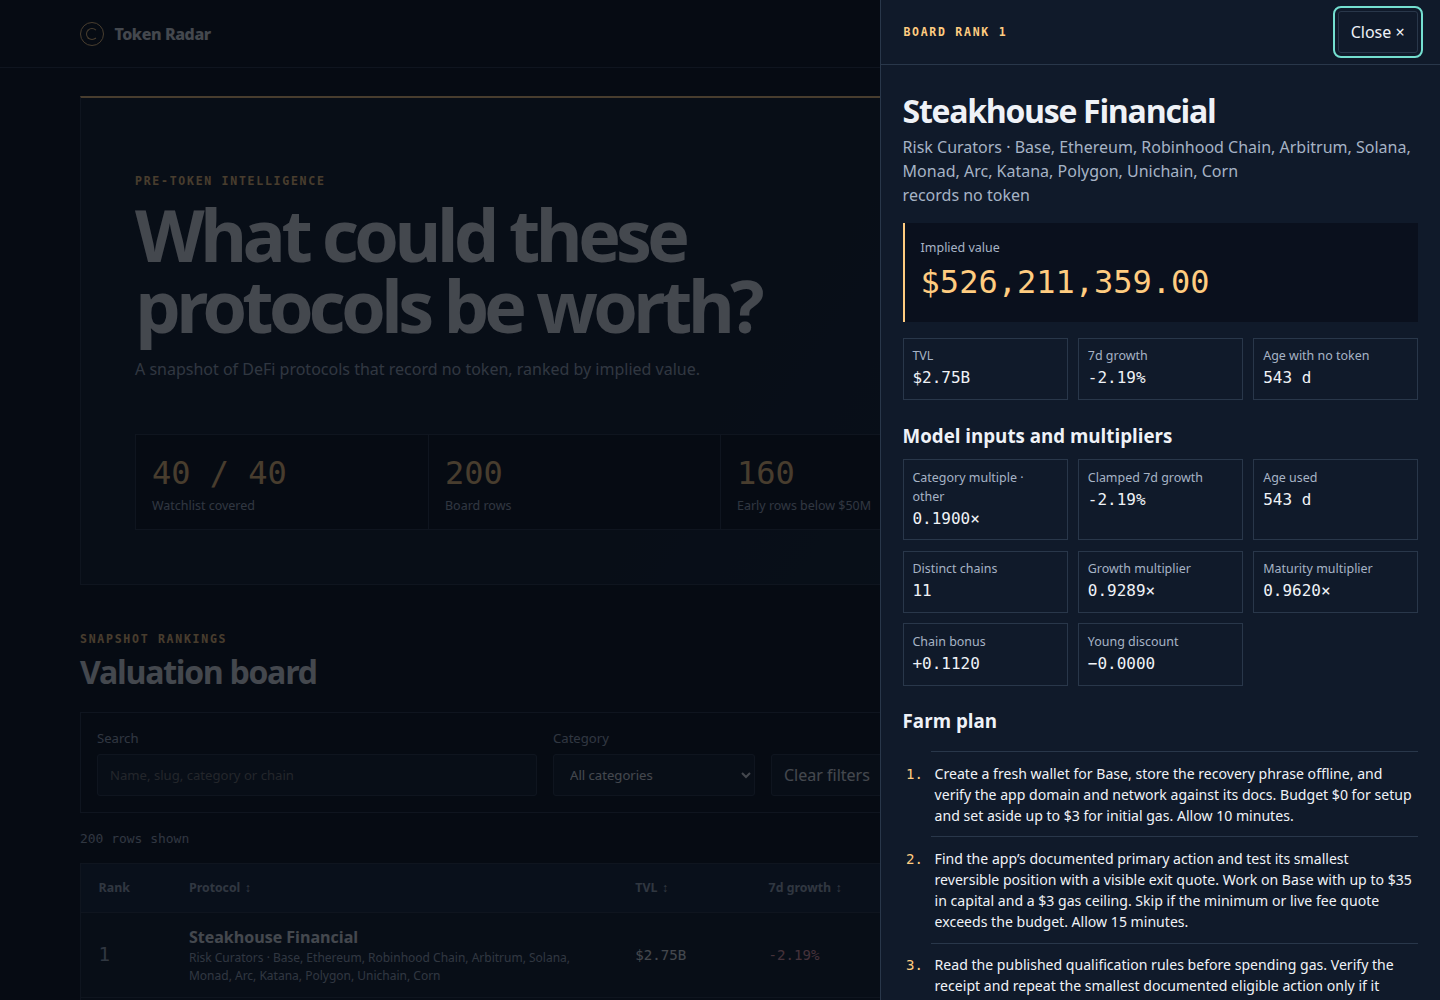 Token Radar
PRE-TOKEN INTELLIGENCE
What could these
protocols be worth?
A snapshot of DeFi protocols that record no token, ranked by implied value.
40 / 40
Watchlist covered
200
Board rows
160
Early rows below $50M
SNAPSHOT RANKINGS
Valuation board
Search
Name, slug, category or chain
Category
All categories
Clear filters
200 rows shown
Rank
Protocol ↕
TVL ↕
7d growth ↕
1
Steakhouse Financial
Risk Curators · Base, Ethereum, Robinhood Chain, Arbitrum, Solana,
Monad, Arc, Katana, Polygon, Unichain, Corn
$2.75B
-2.19%
BOARD RANK 1
Close ×
Steakhouse Financial
Risk Curators · Base, Ethereum, Robinhood Chain, Arbitrum, Solana,
Monad, Arc, Katana, Polygon, Unichain, Corn
records no token
Implied value
$526,211,359.00
TVL
$2.75B
7d growth
-2.19%
Age with no token
543 d
Model inputs and multipliers
Category multiple ·
other
0.1900×
Clamped 7d growth
-2.19%
Age used
543 d
Distinct chains
11
Growth multiplier
0.9289×
Maturity multiplier
0.9620×
Chain bonus
+0.1120
Young discount
−0.0000
Farm plan
1. Create a fresh wallet for Base, store the recovery phrase offline, and
verify the app domain and network against its docs. Budget $0 for setup
and set aside up to $3 for initial gas. Allow 10 minutes.
2. Find the app’s documented primary action and test its smallest
reversible position with a visible exit quote. Work on Base with up to $35
in capital and a $3 gas ceiling. Skip if the minimum or live fee quote
exceeds the budget. Allow 15 minutes.
3. Read the published qualification rules before spending gas. Verify the
receipt and repeat the smallest documented eligible action only if it